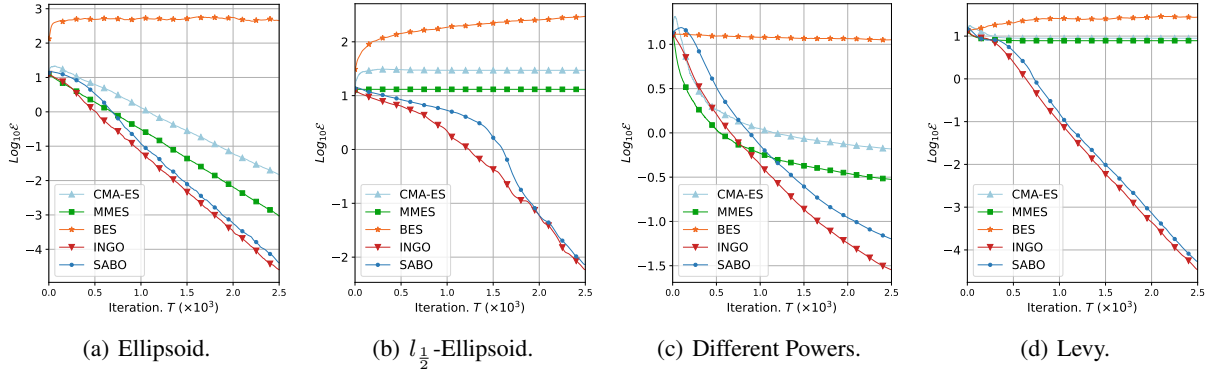 3
2
1
0
−1
−2
−3
−4
Log₁₀ℰ
CMA-ES
MMES
BES
INGO
SABO
0.0 0.5 1.0 1.5 2.0 2.5
Iteration. T (×10³)
(a) Ellipsoid.
2
1
0
−1
−2
Log₁₀ℰ
CMA-ES
MMES
BES
INGO
SABO
0.0 0.5 1.0 1.5 2.0 2.5
Iteration. T (×10³)
(b) l_{1/2}-Ellipsoid.
1.0
0.5
0.0
−0.5
−1.0
−1.5
Log₁₀ℰ
CMA-ES
MMES
BES
INGO
SABO
0.0 0.5 1.0 1.5 2.0 2.5
Iteration. T (×10³)
(c) Different Powers.
1
0
−1
−2
−3
−4
Log₁₀ℰ
CMA-ES
MMES
BES
INGO
SABO
0.0 0.5 1.0 1.5 2.0 2.5
Iteration. T (×10³)
(d) Levy.